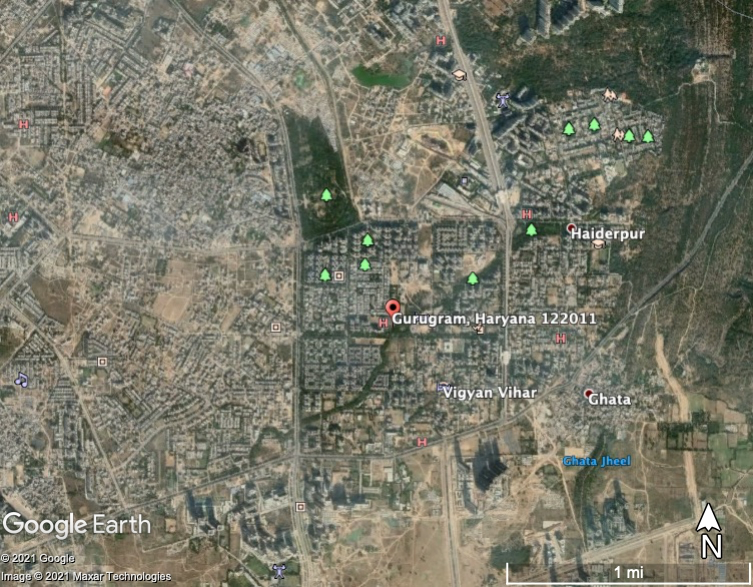 H
H
H
H
Haiderpur
Gurugram, Haryana 122011
H
H
Vigyan Vihar
Ghata
H
Ghata Jheel
Google Earth
N
© 2021 Google
Image © 2021 Maxar Technologies
1 mi